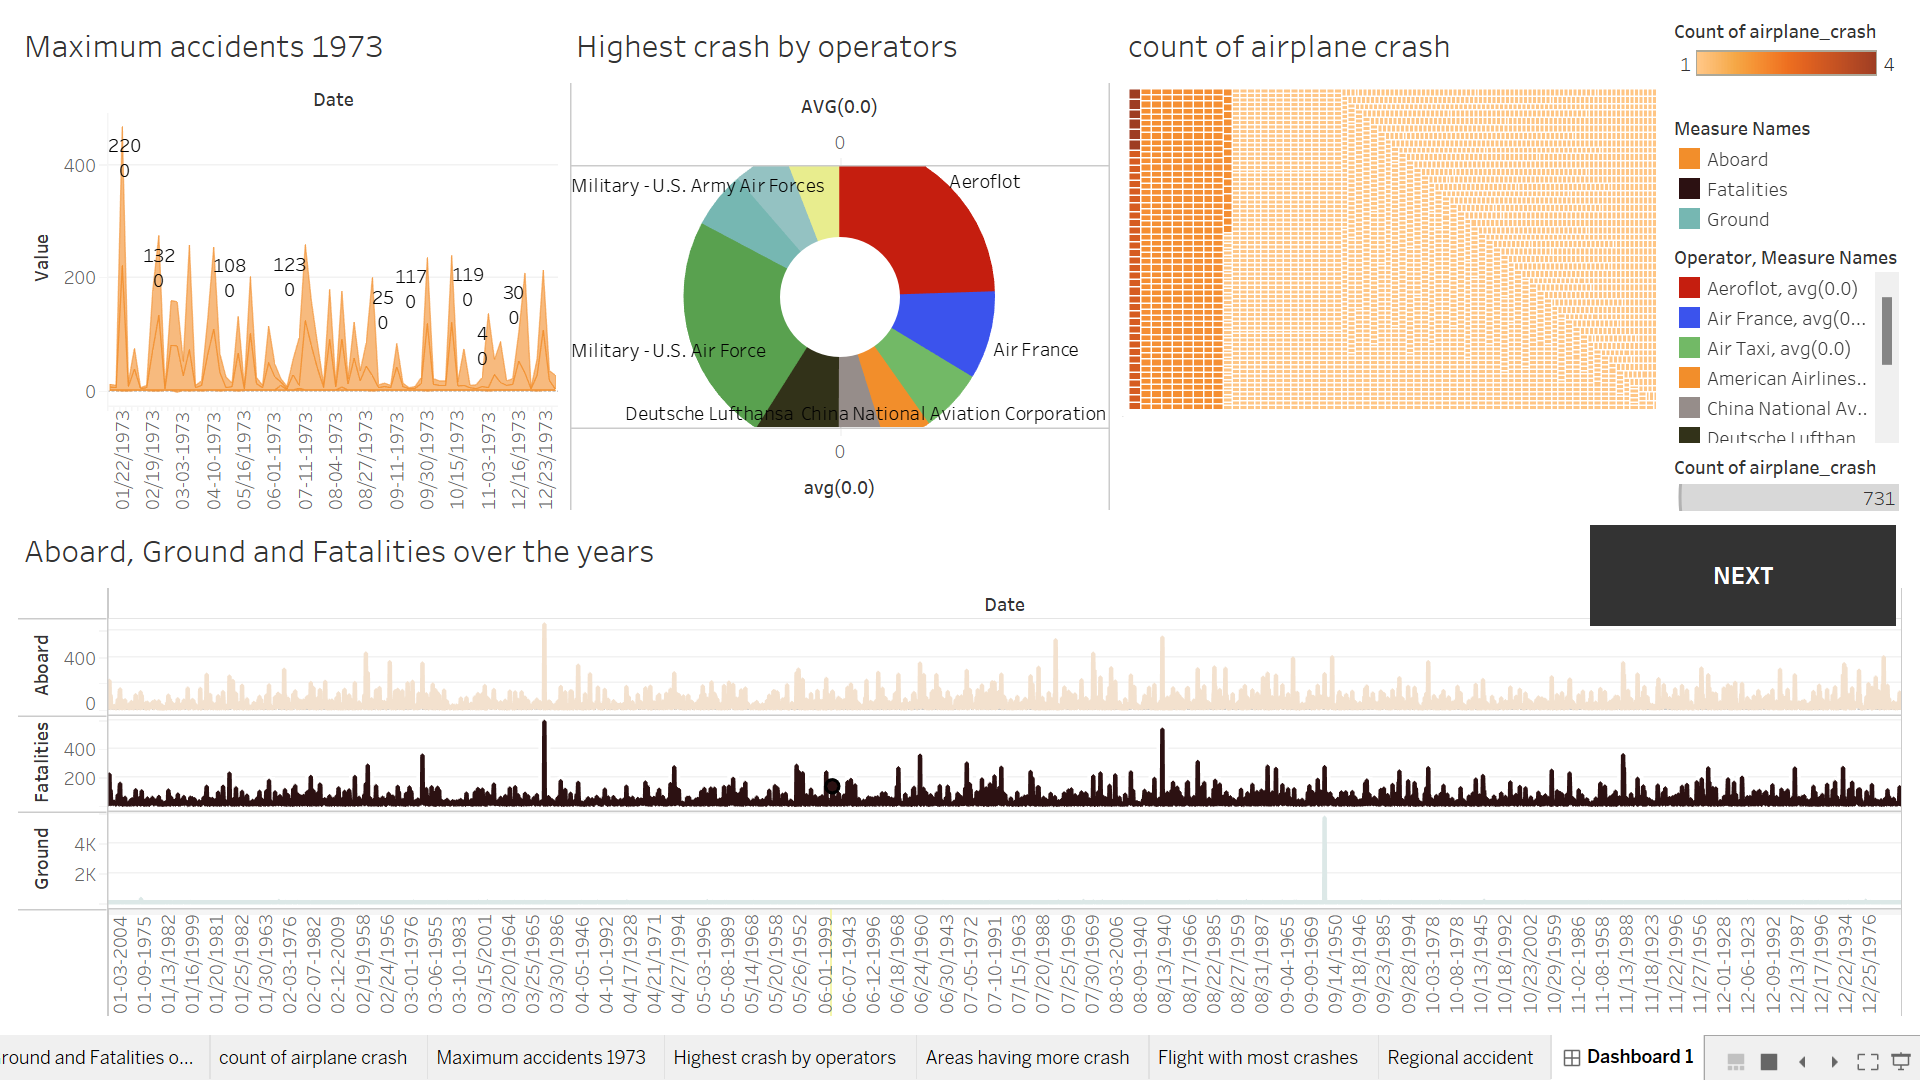 Maximum accidents 1973
Date
Value
400
200
0
220
0
132
0
108
0
123
0
25
0
117
0
119
0
4
0
30
0
01/22/1973
02/19/1973
03-03-1973
04-10-1973
05/16/1973
06-01-1973
07-11-1973
08-04-1973
08/27/1973
09-11-1973
09/30/1973
10/15/1973
11-03-1973
12/16/1973
12/23/1973
Highest crash by operators
AVG(0.0)
0
Military - U.S. Army Air Forces
Aeroflot
Military - U.S. Air Force
Air France
Deutsche Lufthansa
China National Aviation Corporation
0
avg(0.0)
count of airplane crash
Count of airplane_crash
1
4
Measure Names
Aboard
Fatalities
Ground
Operator, Measure Names
Aeroflot, avg(0.0)
Air France, avg(0...
Air Taxi, avg(0.0)
American Airlines..
China National Av..
Deutsche Lufthan
Count of airplane_crash
731
NEXT
Aboard, Ground and Fatalities over the years
Date
Aboard
400
0
Fatalities
400
200
Ground
4K
2K
01-03-2004
01-09-1975
01/13/1982
01/16/1999
01/20/1981
01/25/1982
01/30/1963
02-03-1976
02-07-1982
02-12-2009
02/19/1958
02/24/1956
03-01-1976
03-06-1955
03-10-1983
03/15/2001
03/20/1964
03/25/1965
03/30/1986
04-05-1946
04-10-1992
04/17/1928
04/21/1971
04/27/1994
05-03-1996
05-08-1989
05/14/1968
05/20/1958
05/26/1952
06-01-1999
06-07-1943
06-12-1996
06/18/1968
06/24/1960
06/30/1943
07-05-1972
07-10-1991
07/15/1963
07/20/1988
07/25/1969
07/30/1969
08-03-2006
08-09-1940
08/13/1940
08/17/1966
08/22/1985
08/27/1959
08/31/1987
09-04-1965
09-09-1969
09/14/1950
09/18/1946
09/23/1985
09/28/1994
10-03-1978
10-08-1978
10/13/1945
10/18/1992
10/23/2002
10/29/1959
11-02-1986
11-08-1958
11/13/1988
11/18/1923
11/22/1996
11/27/1956
12-01-1928
12-06-1923
12-09-1992
12/13/1987
12/17/1996
12/22/1934
12/25/1976
round and Fatalities o...
count of airplane crash
Maximum accidents 1973
Highest crash by operators
Areas having more crash
Flight with most crashes
Regional accident
Dashboard 1